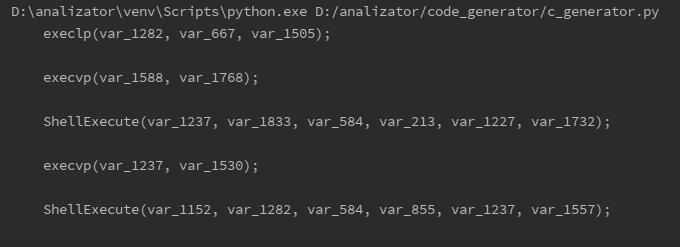 D:\analizator\venv\Scripts\python.exe D:/analizator/code_generator/c_generator.py
execlp(var_1282, var_667, var_1505);
execvp(var_1588, var_1768);
ShellExecute(var_1237, var_1833, var_584, var_213, var_1227, var_1732);
execvp(var_1237, var_1530);
ShellExecute(var_1152, var_1282, var_584, var_855, var_1237, var_1557);